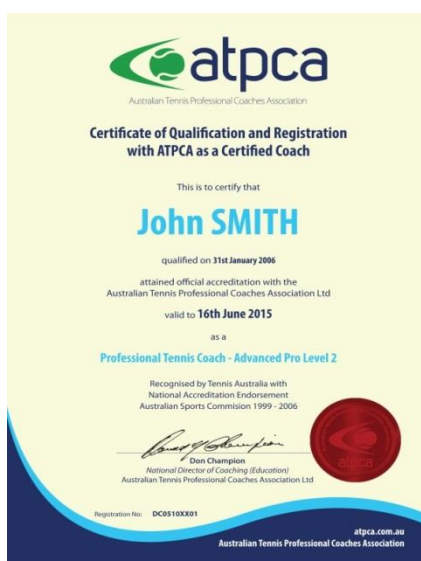 atpca
Australian Tennis Professional Coaches Association
Certificate of Qualification and Registration
with ATPCA as a Certified Coach
This is to certify that
John SMITH
qualified on 31st January 2006
attained official accreditation with the
Australian Tennis Professional Coaches Association Ltd
valid to 16th June 2015
as a
Professional Tennis Coach - Advanced Pro Level 2
Recognised by Tennis Australia with
National Accreditation Endorsement
Australian Sports Commision 1999 - 2006
Don Champion
National Director of Coaching (Education)
Australian Tennis Professional Coaches Association Ltd
atpca
Registration No: DC0510XX01
atpca.com.au
Australian Tennis Professional Coaches Association